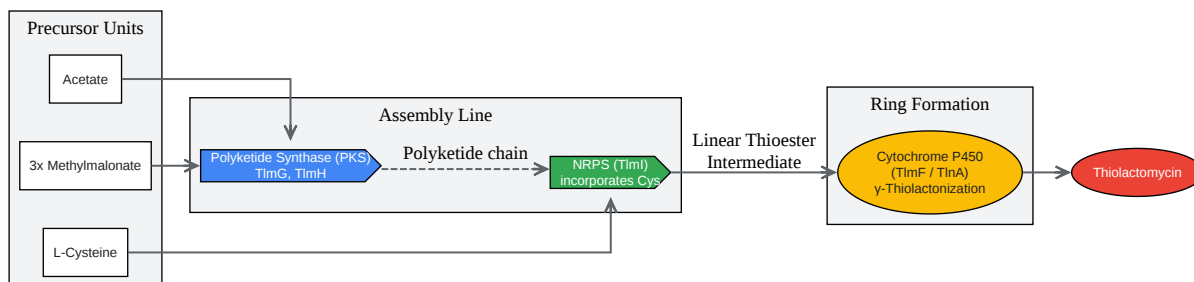 Precursor Units
Acetate
3x Methylmalonate
L-Cysteine
Assembly Line
Polyketide Synthase (PKS)
TlmG, TlmH
Polyketide chain
NRPS (TlmI)
incorporates Cys
Linear Thioester
Intermediate
Ring Formation
Cytochrome P450
(TlmF / TlnA)
γ-Thiolactonization
Thiolactomycin